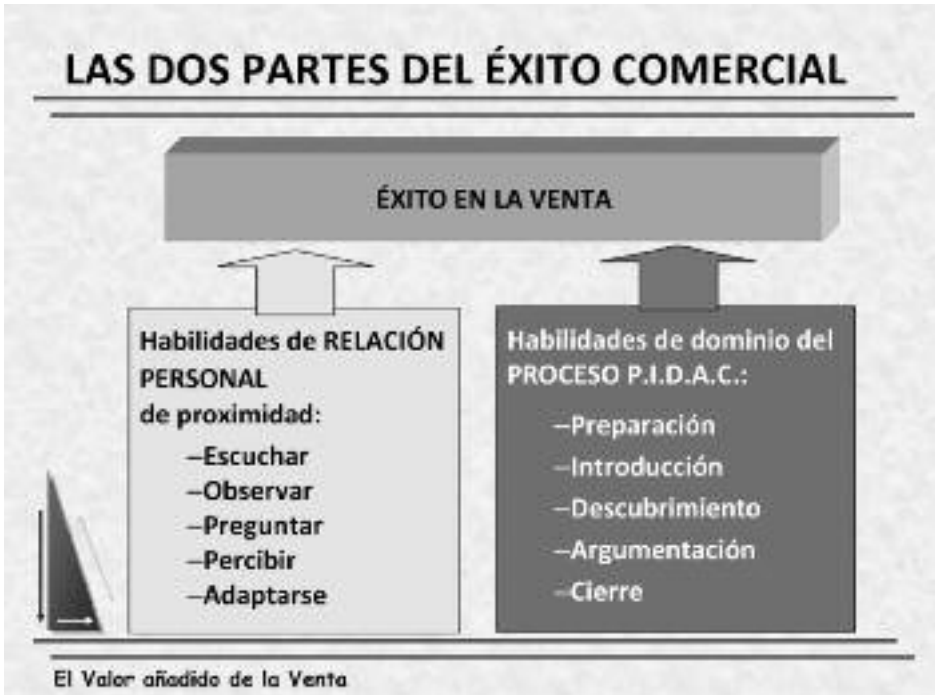 LAS DOS PARTES DEL ÉXITO COMERCIAL
ÉXITO EN LA VENTA
Habilidades de RELACIÓN
PERSONAL
de proximidad:
–Escuchar
–Observar
–Preguntar
–Percibir
–Adaptarse
Habilidades de dominio del
PROCESO P.I.D.A.C.:
–Preparación
–Introducción
–Descubrimiento
–Argumentación
–Cierre
El Valor añadido de la Venta